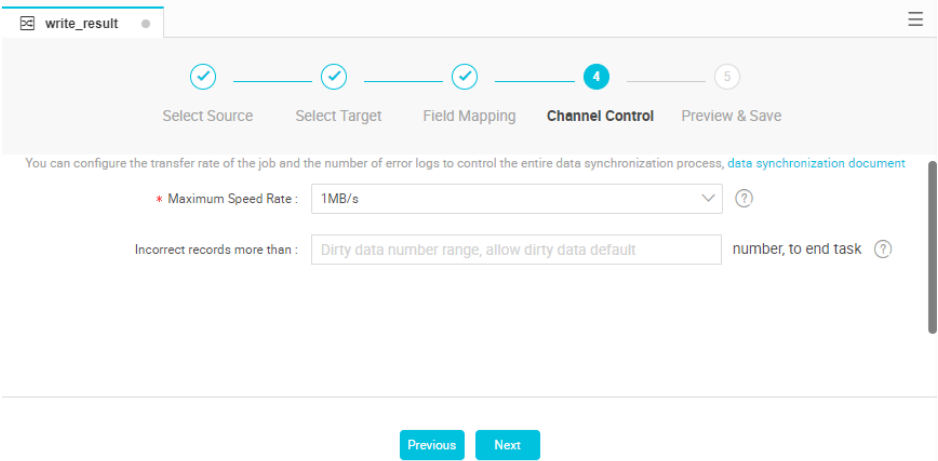 write_result
4 5
Select Source Select Target Field Mapping Channel Control Preview & Save
You can configure the transfer rate of the job and the number of error logs to control the entire data synchronization process, data synchronization document
* Maximum Speed Rate : 1MB/s ?
Incorrect records more than : Dirty data number range, allow dirty data default number, to end task ?
Previous Next